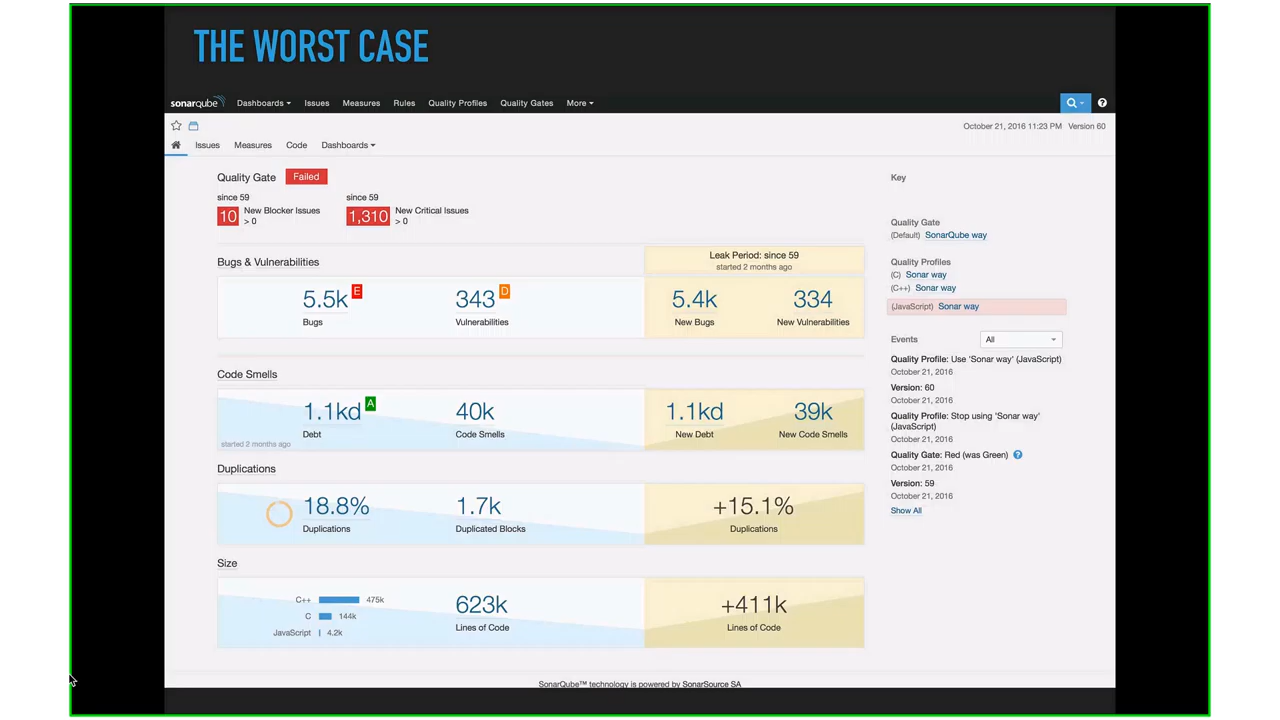 THE WORST CASE
sonarqube Dashboards Issues Measures Rules Quality Profiles Quality Gates More ?
October 21, 2016 11:23 PM Version 60
Issues Measures Code Dashboards
Quality Gate Failed
since 59 since 59
10 New Blocker Issues 1,310 New Critical Issues
> 0 > 0
Bugs & Vulnerabilities
Leak Period: since 59
started 2 months ago
5.5k E 343 D 5.4k 334
Bugs Vulnerabilities New Bugs New Vulnerabilities
Code Smells
1.1kd A 40k 1.1kd 39k
Debt Code Smells New Debt New Code Smells
started 2 months ago
Duplications
18.8% 1.7k +15.1%
Duplications Duplicated Blocks Duplications
Size
C++ 475k
C 144k
JavaScript 4.2k
623k +411k
Lines of Code Lines of Code
Key
Quality Gate
(Default) SonarQube way
Quality Profiles
(C) Sonar way
(C++) Sonar way
(JavaScript) Sonar way
Events All
Quality Profile: Use 'Sonar way' (JavaScript)
October 21, 2016
Version: 60
October 21, 2016
Quality Profile: Stop using 'Sonar way'
(JavaScript)
October 21, 2016
Quality Gate: Red (was Green) ?
October 21, 2016
Version: 59
October 21, 2016
Show All
SonarQube™ technology is powered by SonarSource SA